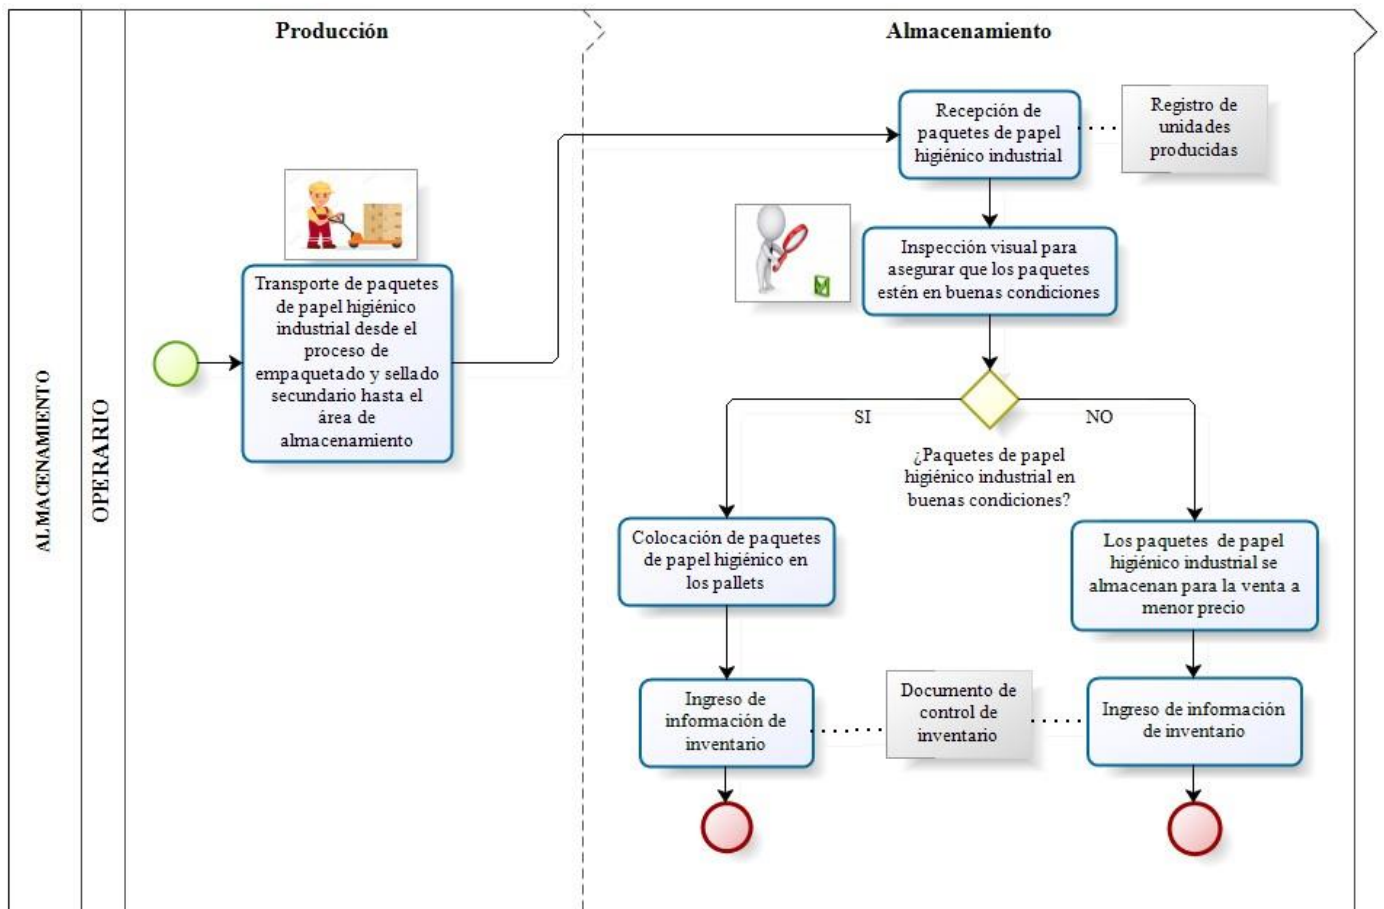 Producción
Almacenamiento
ALMACENAMIENTO
OPERARIO
Transporte de paquetes
de papel higiénico
industrial desde el
proceso de
empaquetado y sellado
secundario hasta el
área de
almacenamiento
Recepción de
paquetes de papel
higiénico industrial
Registro de
unidades
producidas
Inspección visual para
asegurar que los paquetes
estén en buenas condiciones
SI
NO
¿Paquetes de papel
higiénico industrial en
buenas condiciones?
Colocación de paquetes
de papel higiénico en
los pallets
Los paquetes de papel
higiénico industrial se
almacenan para la venta a
menor precio
Ingreso de
información de
inventario
Documento de
control de
inventario
Ingreso de información
de inventario